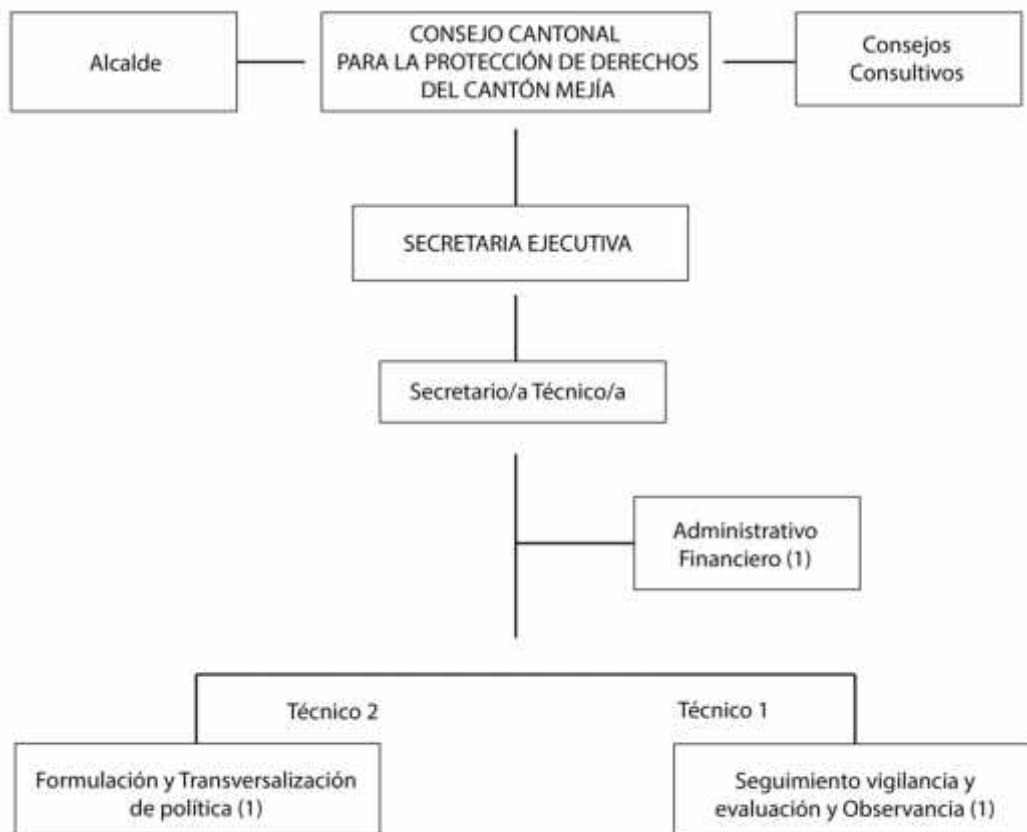 Alcalde
CONSEJO CANTONAL
PARA LA PROTECCIÓN DE DERECHOS
DEL CANTÓN MEJÍA
Consejos
Consultivos
SECRETARIA EJECUTIVA
Secretario/a Técnico/a
Administrativo
Financiero (1)
Técnico 2
Técnico 1
Formulación y Transversalización
de política (1)
Seguimiento vigilancia y
evaluación y Observancia (1)